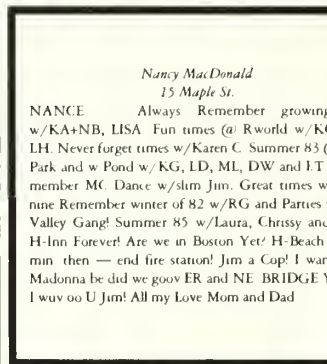 Nancy MacDonald
15 Maple St.
NANCE Always Remember growing
w/KA+NB, LISA Fun times @ Rworld w/KG
LH. Never forget times w/Karen C. Summer 83 (
Park and w Pond w/KG, LD, ML, DW and LT
member MC. Dance w/slim Jim. Great times w
nine Remember winter of 82 w/RG and Parties
Valley Gang! Summer 85 w/Laura, Chrissy and
H-Inn Forever! Are we in Boston Yet? H-Beach
min then — end fire station! Jim a Cop! I wan
Madonna be did we goov ER and NE BRIDGE Y
I wuv oo U Jim! All my Love Mom and Dad